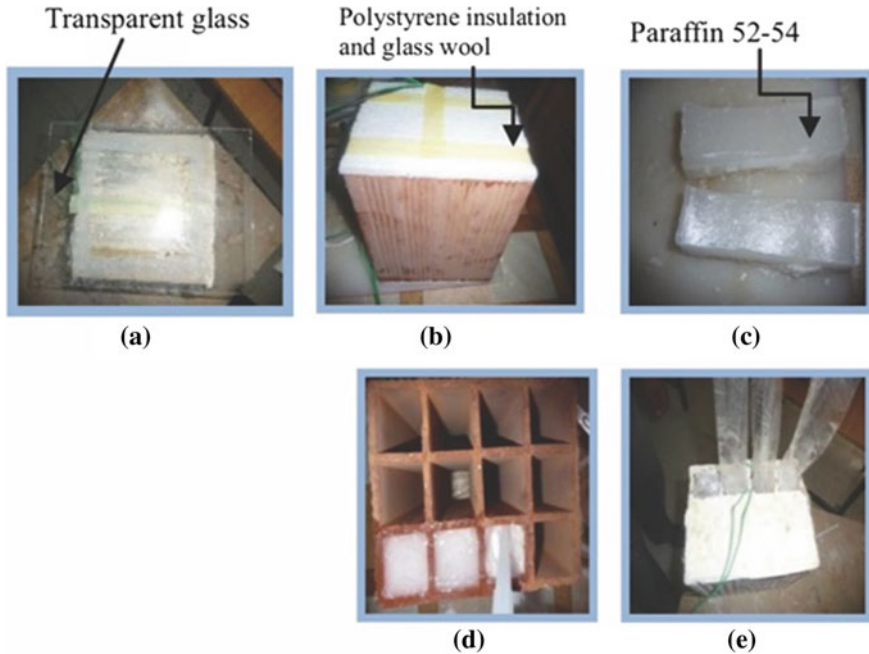 Transparent glass
Polystyrene insulation
and glass wool
Paraffin 52-54
(a)
(b)
(c)
(d)
(e)